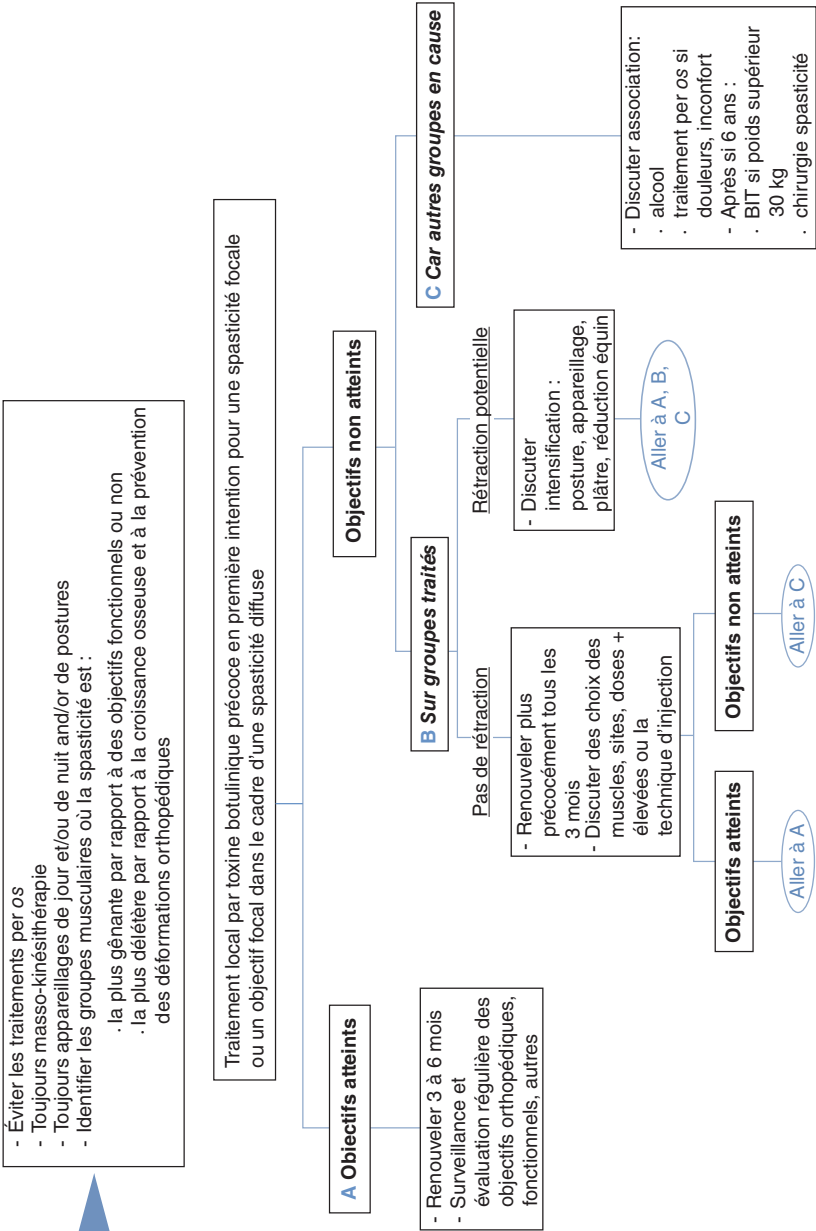 - Éviter les traitements per os
- Toujours masso-kinésithérapie
- Toujours appareillages de jour et/ou de nuit and/or de postures
- Identifier les groupes musculaires où la spasticité est :
· la plus gênante par rapport à des objectifs fonctionnels ou non
· la plus délétère par rapport à la croissance osseuse et à la prévention
des déformations orthopédiques
Traitement local par toxine botulinique précoce en première intention pour une spasticité focale
ou un objectif focal dans le cadre d'une spasticité diffuse
A Obiectifs atteints
- Renouveler 3 à 6 mois
- Surveillance et
évaluation régulière des
objectifs orthopédiques,
fonctionnels, autres
Objectifs non atteints
B Sur groupes traités
Pas de rétraction
- Renouveler plus
précocément tous les
3 mois
- Discuter des choix des
muscles, sites, doses +
élevées ou la
technique d'injection
Objectifs atteints
Aller à A
Objectifs non atteints
Aller à C
Rétraction potentielle
- Discuter
intensification :
posture, appareillage,
plâtre, réduction équin
Aller à A, B,
C
C Car autres groupes en cause
- Discuter association:
· alcool
· traitement per os si
douleurs, inconfort
- Après si 6 ans :
· BIT si poids supérieur
30 kg
· chirurgie spasticité